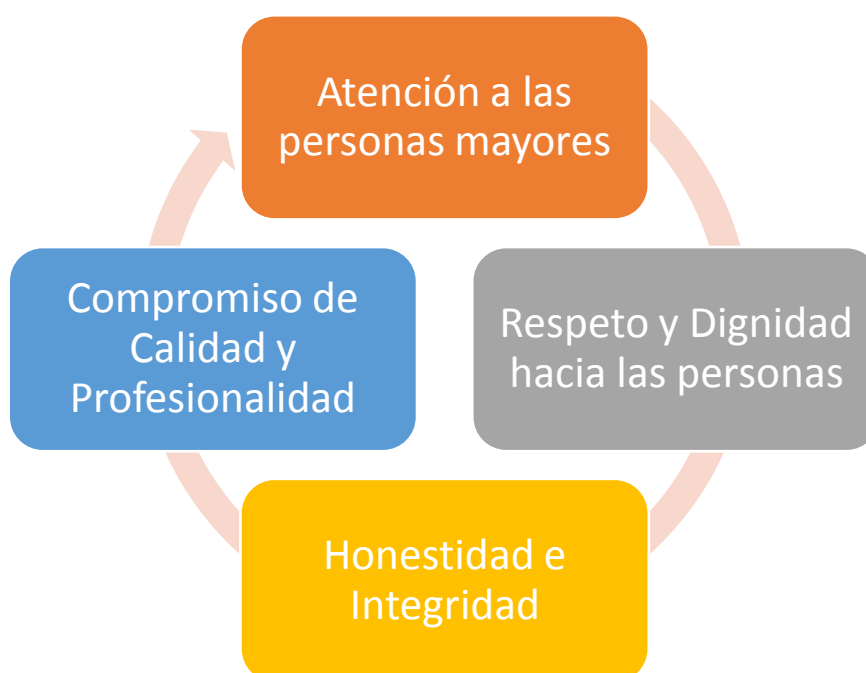 Atención a las
personas mayores
Respeto y Dignidad
hacia las personas
Honestidad e
Integridad
Compromiso de
Calidad y
Profesionalidad